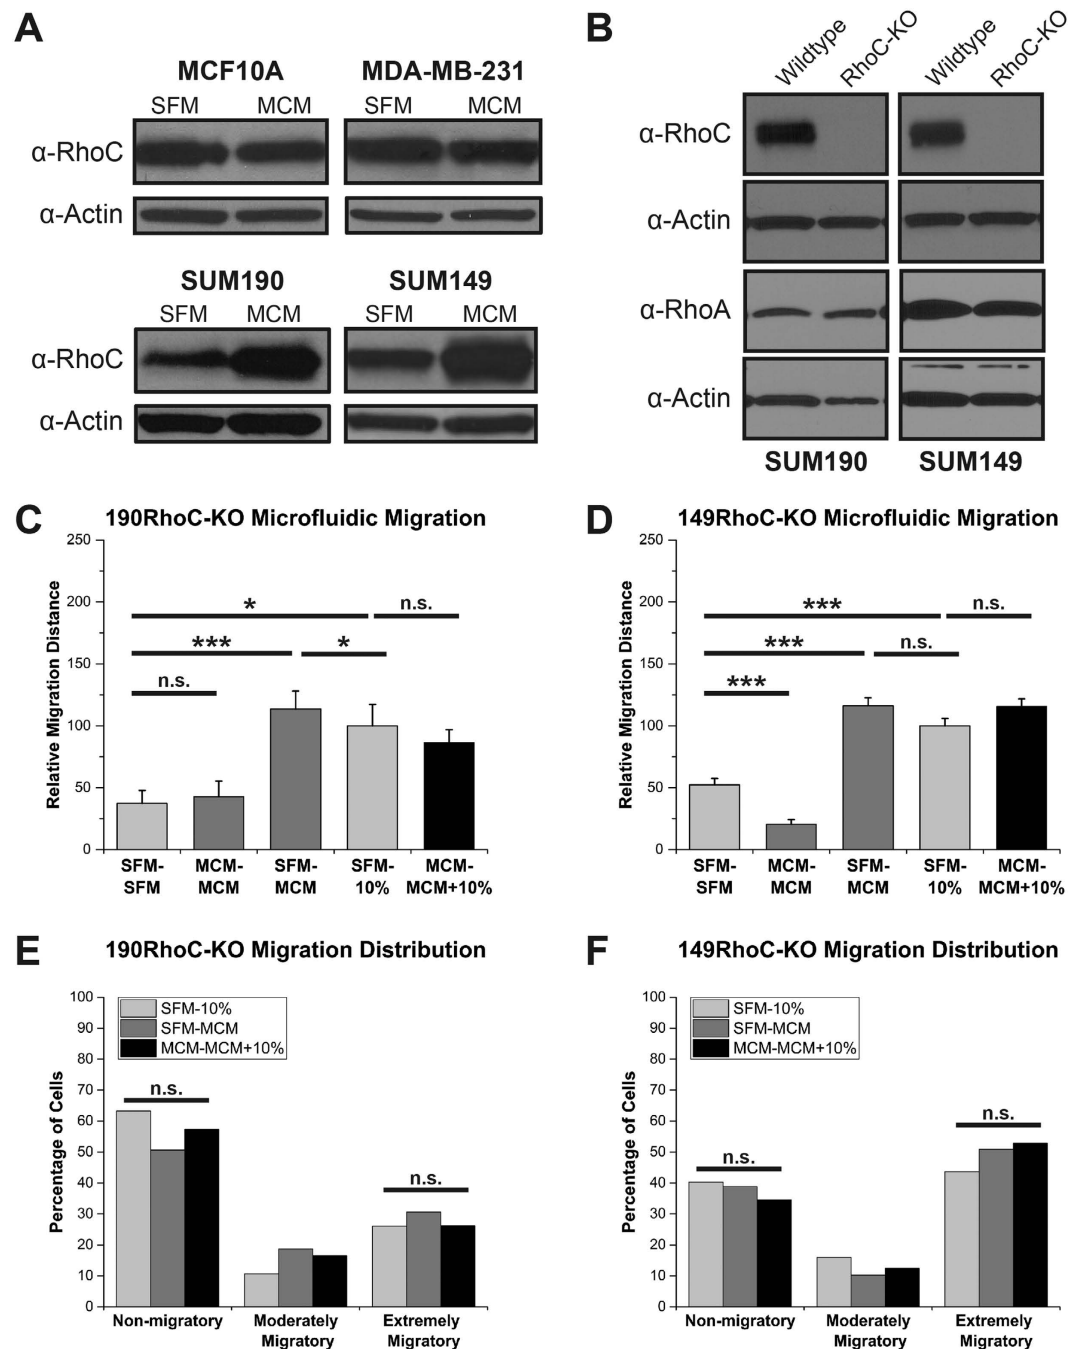 A
MCF10A
MDA-MB-231
SFM MCM
SFM MCM
α-RhoC
α-Actin
SUM190
SUM149
SFM MCM
SFM MCM
α-RhoC
α-Actin
B
Wildtype
RhoC-KO
Wildtype
RhoC-KO
α-RhoC
α-Actin
α-RhoA
α-Actin
SUM190
SUM149
C
190RhoC-KO Microfluidic Migration
Relative Migration Distance
250
200
150
100
50
0
*
n.s.
***
*
n.s.
SFM-
SFM
MCM-
MCM
SFM-
MCM
SFM-
10%
MCM-
MCM+10%
D
149RhoC-KO Microfluidic Migration
Relative Migration Distance
250
200
150
100
50
0
***
n.s.
***
n.s.
***
SFM-
SFM
MCM-
MCM
SFM-
MCM
SFM-
10%
MCM-
MCM+10%
E
190RhoC-KO Migration Distribution
Percentage of Cells
100
90
80
70
60
50
40
30
20
10
0
SFM-10%
SFM-MCM
MCM-MCM+10%
n.s.
n.s.
Non-migratory
Moderately
Migratory
Extremely
Migratory
F
149RhoC-KO Migration Distribution
Percentage of Cells
100
90
80
70
60
50
40
30
20
10
0
SFM-10%
SFM-MCM
MCM-MCM+10%
n.s.
n.s.
Non-migratory
Moderately
Migratory
Extremely
Migratory